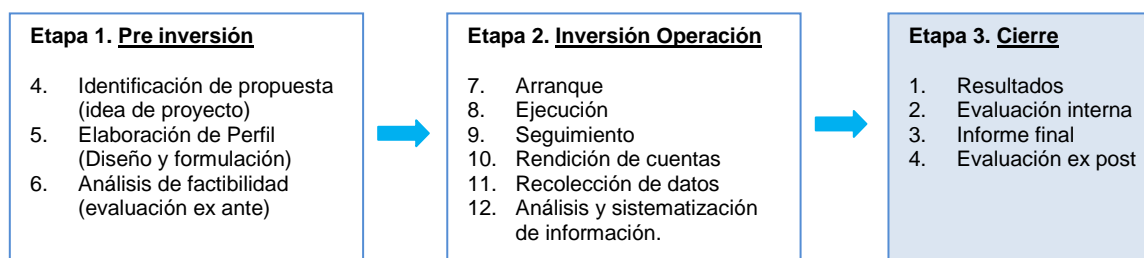 Etapa 1. Pre inversión
4. Identificación de propuesta
(idea de proyecto)
5. Elaboración de Perfil
(Diseño y formulación)
6. Análisis de factibilidad
(evaluación ex ante)
Etapa 2. Inversión Operación
7. Arranque
8. Ejecución
9. Seguimiento
10. Rendición de cuentas
11. Recolección de datos
12. Análisis y sistematización
de información.
Etapa 3. Cierre
1. Resultados
2. Evaluación interna
3. Informe final
4. Evaluación ex post